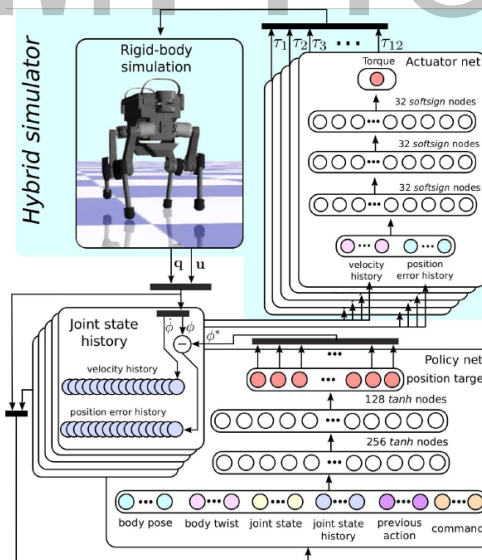 Hybrid simulator
Rigid-body
simulation
τ1 τ2 τ3 ••• τ12
Actuator net
Torque
32 softsign nodes
32 softsign nodes
32 softsign nodes
velocity
history
position
error history
q u
Joint state
history
φ̇ φ
φ*
−
velocity history
position error history
Policy net
position target
128 tanh nodes
256 tanh nodes
body pose
body twist
joint state
joint state
history
previous
action
command